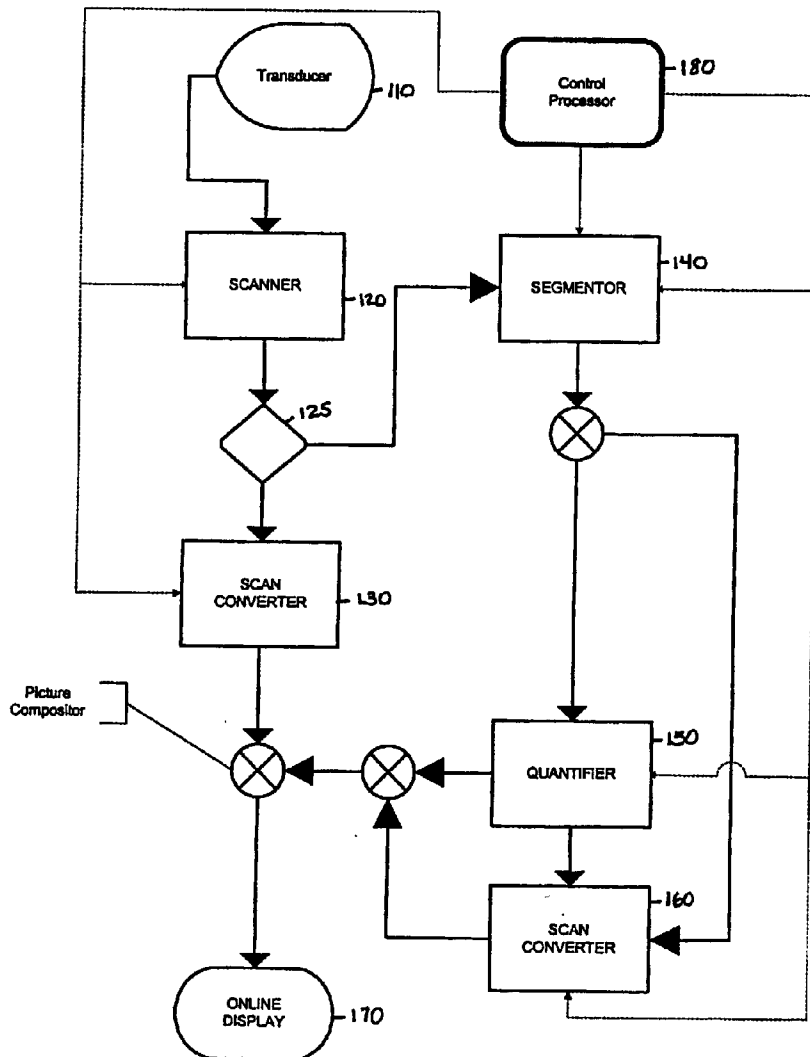 Transducer
110
Control
Processor
180
SCANNER
120
SEGMENTOR
140
125
SCAN
CONVERTER
130
Picture
Compositor
QUANTIFIER
150
SCAN
CONVERTER
160
ONLINE
DISPLAY
170